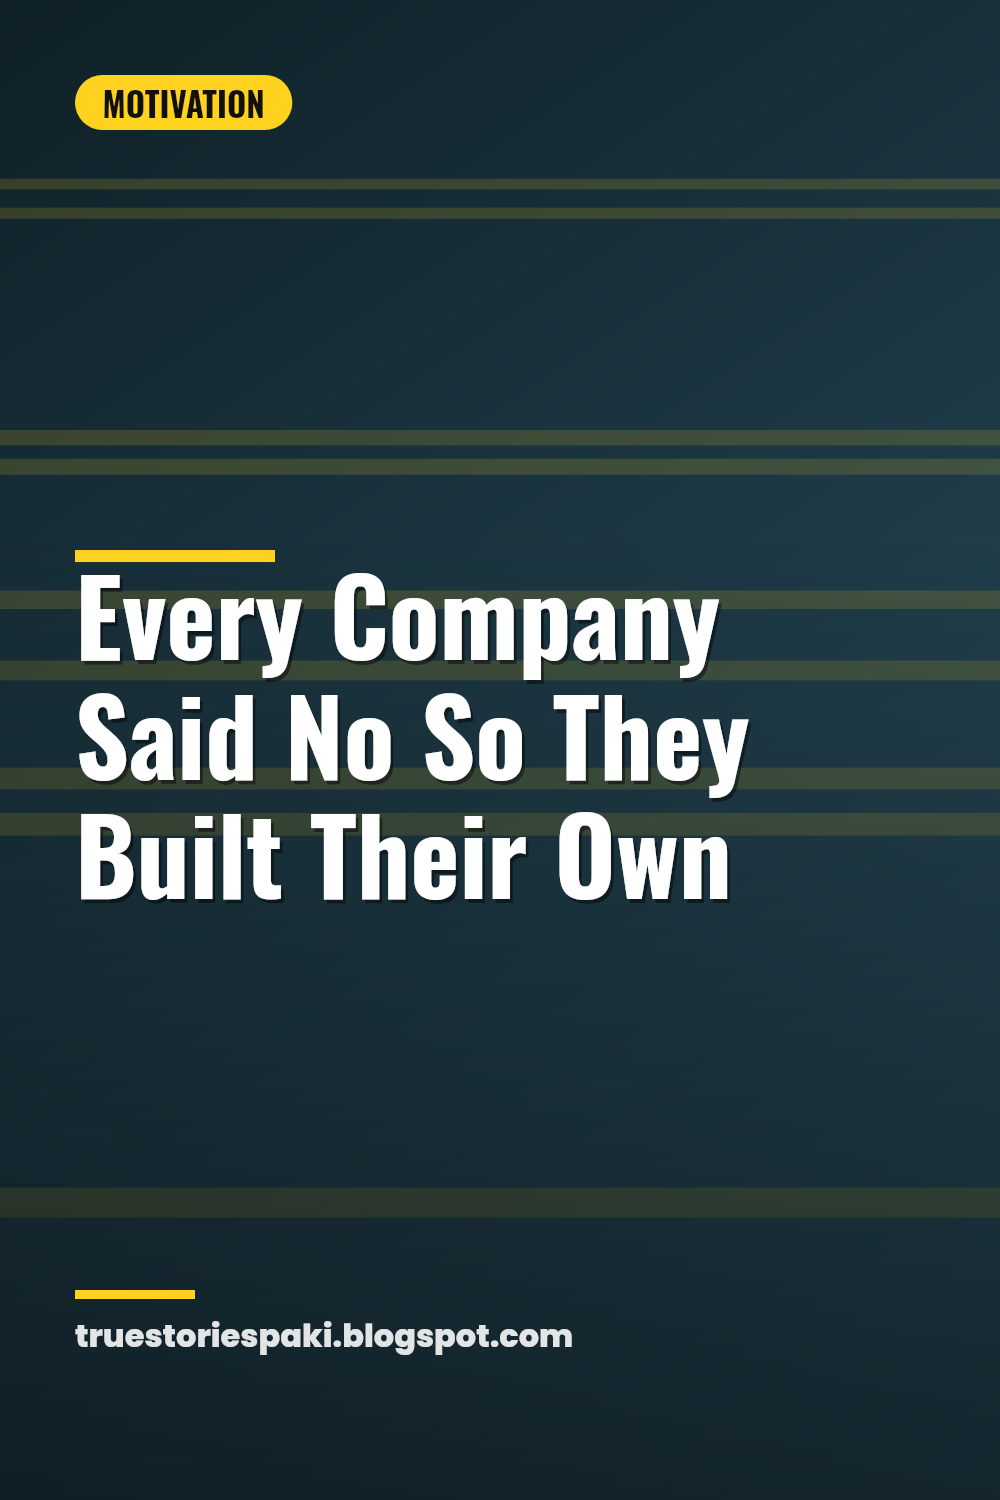 MOTIVATION
Every Company
Said No So They
Built Their Own
truestoriespaki.blogspot.com